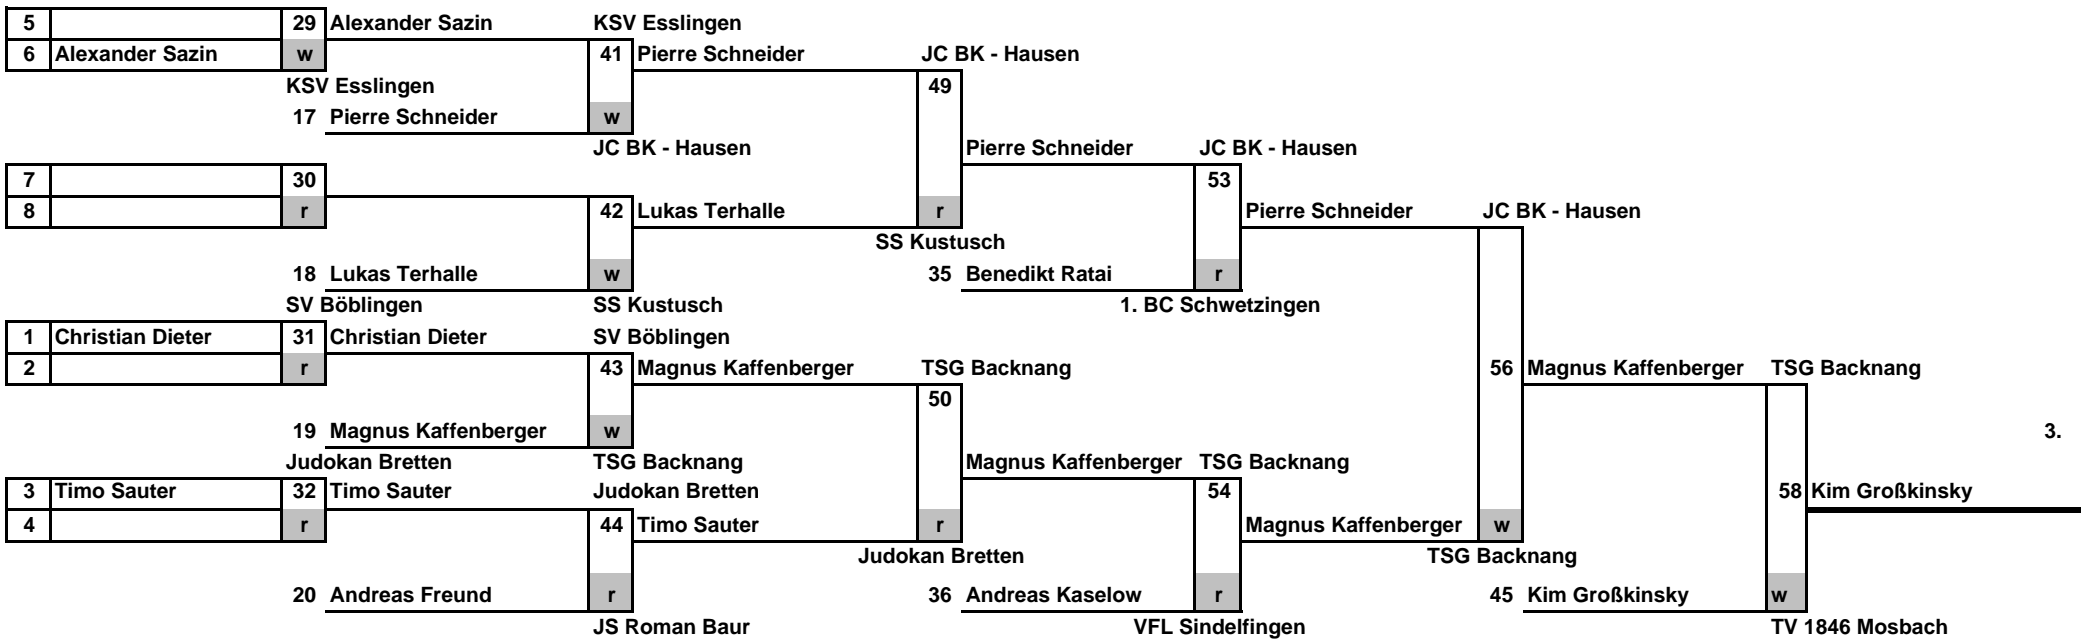 5 29 Alexander Sazin KSV Esslingen
6 Alexander Sazin w 41 Pierre Schneider JC BK - Hausen
KSV Esslingen 49
17 Pierre Schneider w
JC BK - Hausen Pierre Schneider JC BK - Hausen
7 30 53
8 r 42 Lukas Terhalle r Pierre Schneider JC BK - Hausen
SS Kustusch
18 Lukas Terhalle w 35 Benedikt Ratai r
SV Böblingen SS Kustusch 1. BC Schwetzingen
1 Christian Dieter 31 Christian Dieter SV Böblingen
2 r 43 Magnus Kaffenberger TSG Backnang 56 Magnus Kaffenberger TSG Backnang
50
19 Magnus Kaffenberger w 3.
Judokan Bretten TSG Backnang Magnus Kaffenberger TSG Backnang
3 Timo Sauter 32 Timo Sauter Judokan Bretten 54 58 Kim Großkinsky
4 r 44 Timo Sauter r Magnus Kaffenberger w
Judokan Bretten TSG Backnang
20 Andreas Freund r 36 Andreas Kaselow r 45 Kim Großkinsky w
JS Roman Baur VFL Sindelfingen TV 1846 Mosbach